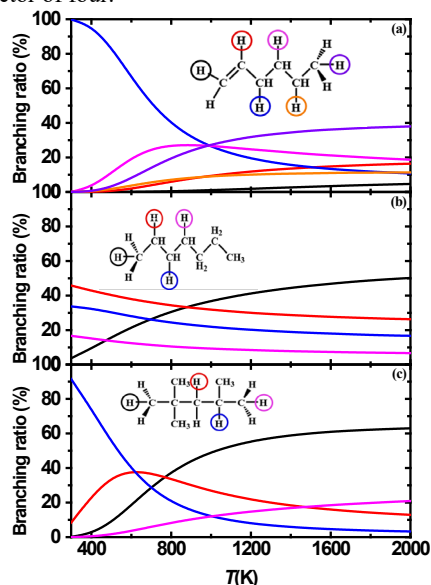 ctor of four.
(a)
100
80
60
40
20
Branching ratio (%)
H H H
H CH CH C H
CH CH H
H H H
(b)
100
80
60
40
20
Branching ratio (%)
H H H2
H CH CH C
C CH C CH3
H H H H2
(c)
100
80
60
40
20
0
Branching ratio (%)
H CH3 H CH3 H
H C C C C C H
H CH3 H H H
400 800 1200 1600 2000
T(K)